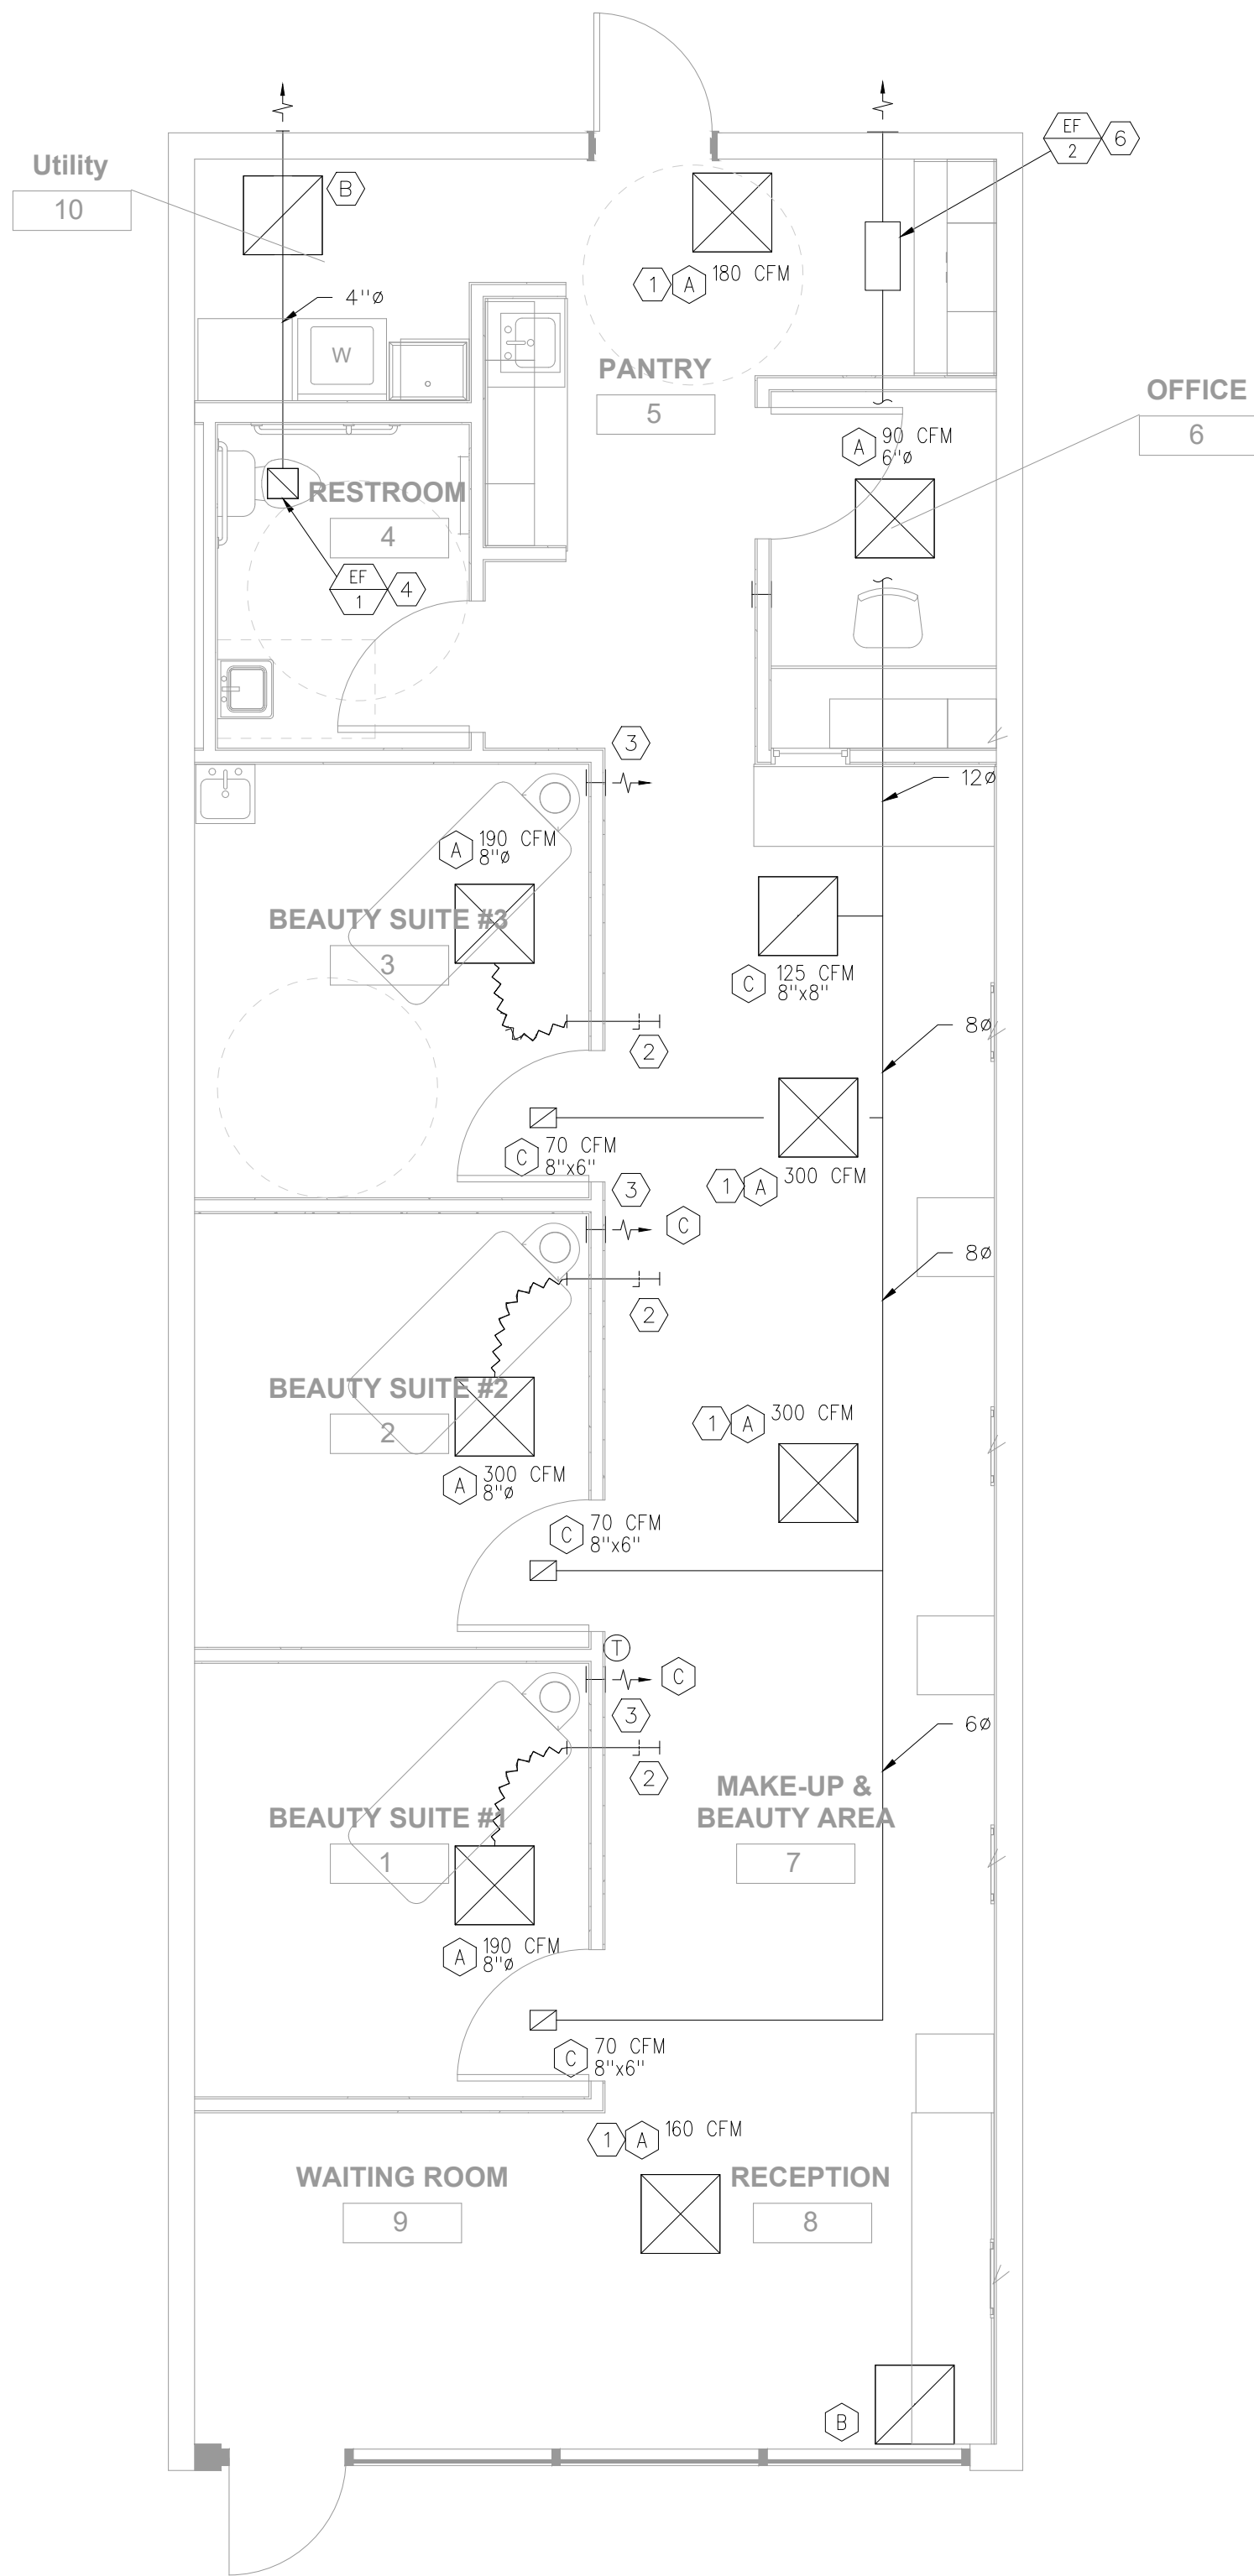 EF
2
6
Utility
10
B
180 CFM
1
A
4"ø
W
PANTRY
5
OFFICE
6
A
90 CFM
6"ø
RESTROOM
4
EF
1
4
3
12ø
A
190 CFM
8"ø
BEAUTY SUITE #3
3
C
125 CFM
8"x8"
8ø
2
C
70 CFM
8"x6"
1
A
300 CFM
3
C
8ø
2
BEAUTY SUITE #2
2
1
A
300 CFM
A
300 CFM
8"ø
C
70 CFM
8"x6"
T
C
3
6ø
2
MAKE-UP &
BEAUTY AREA
7
BEAUTY SUITE #1
1
A
190 CFM
8"ø
C
70 CFM
8"x6"
1
A
160 CFM
WAITING ROOM
9
RECEPTION
8
B